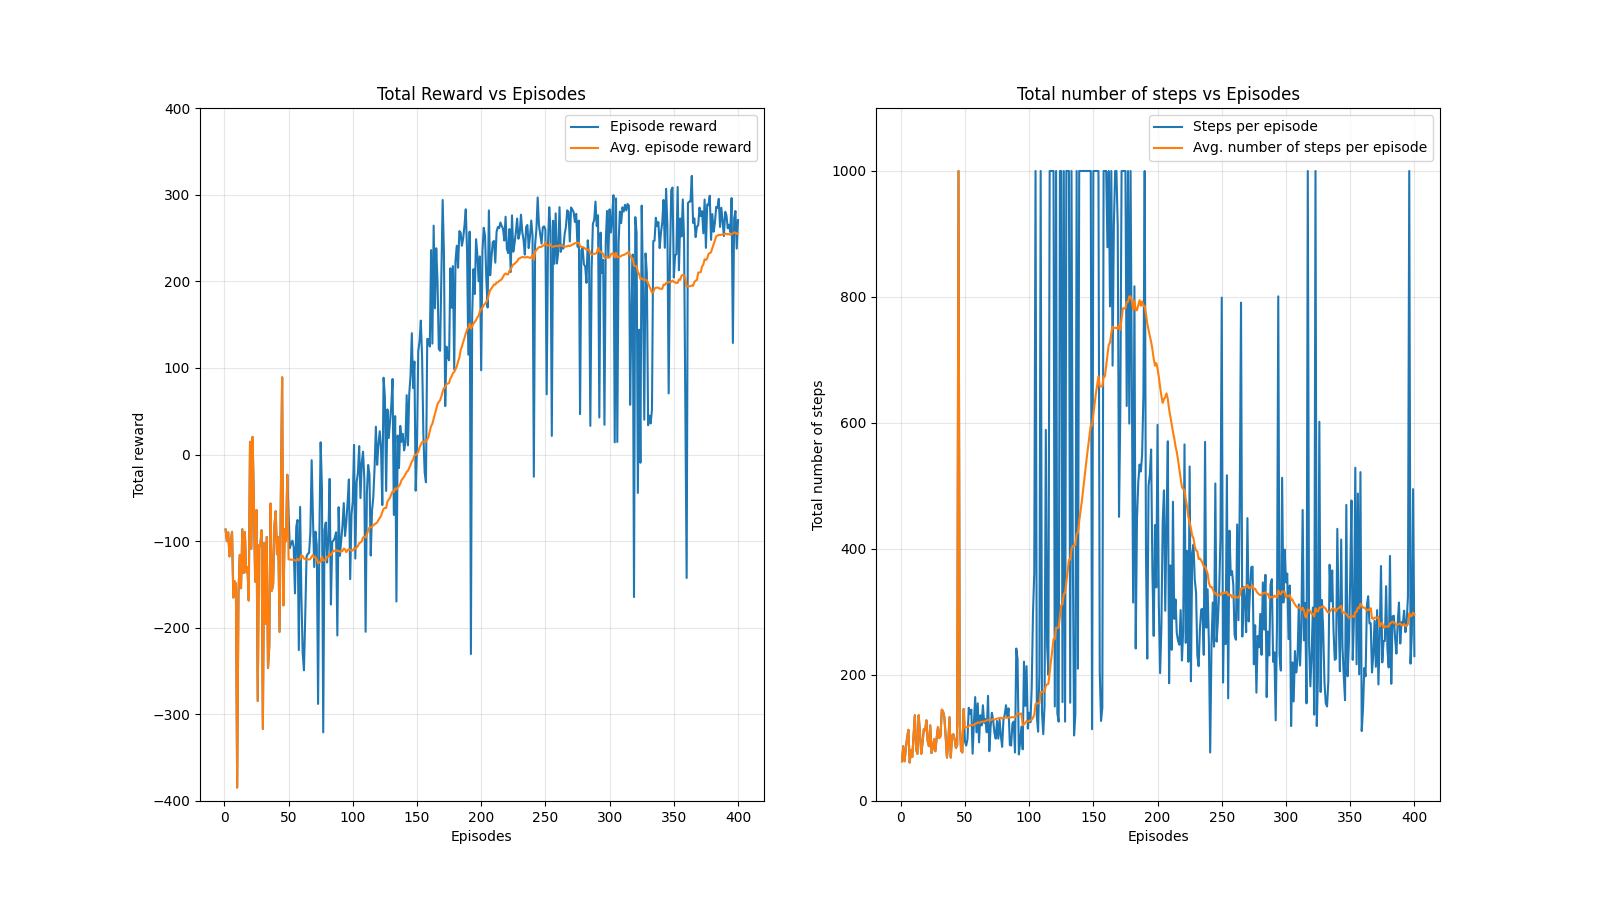 Total Reward vs Episodes
Episode reward
Avg. episode reward
Total reward
400
300
200
100
0
−100
−200
−300
−400
0 50 100 150 200 250 300 350 400
Episodes
Total number of steps vs Episodes
Steps per episode
Avg. number of steps per episode
Total number of steps
1000
800
600
400
200
0
0 50 100 150 200 250 300 350 400
Episodes